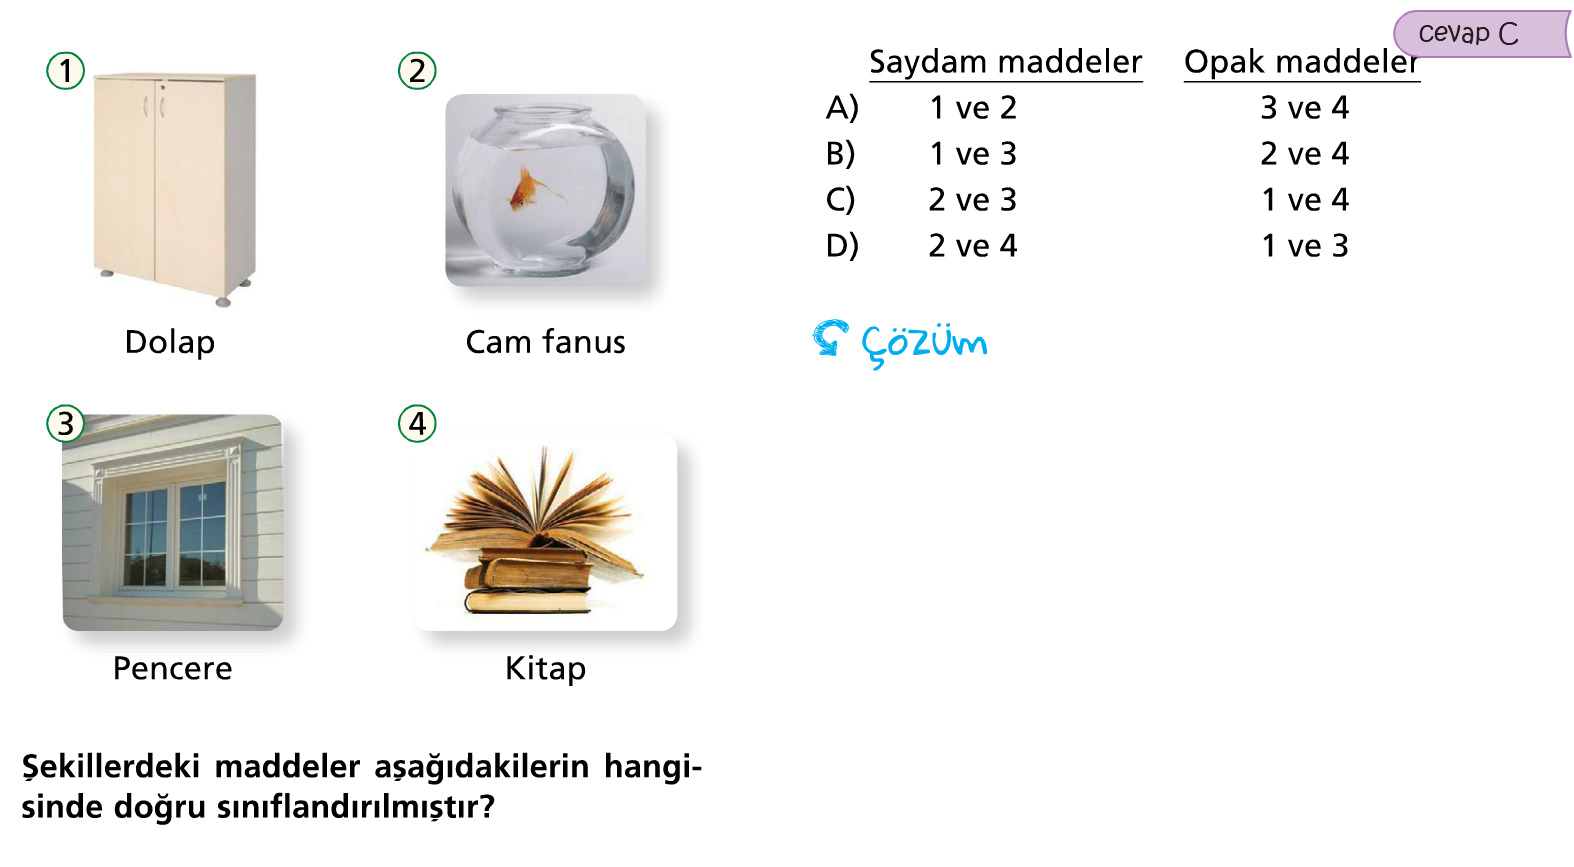 1
2
Dolap
Cam fanus
3
4
Pencere
Kitap
Şekillerdeki maddeler aşağıdakilerin hangi-
sinde doğru sınıflandırılmıştır?
cevap C
Saydam maddeler Opak maddeler
A) 1 ve 2 3 ve 4
B) 1 ve 3 2 ve 4
C) 2 ve 3 1 ve 4
D) 2 ve 4 1 ve 3
Çözüm